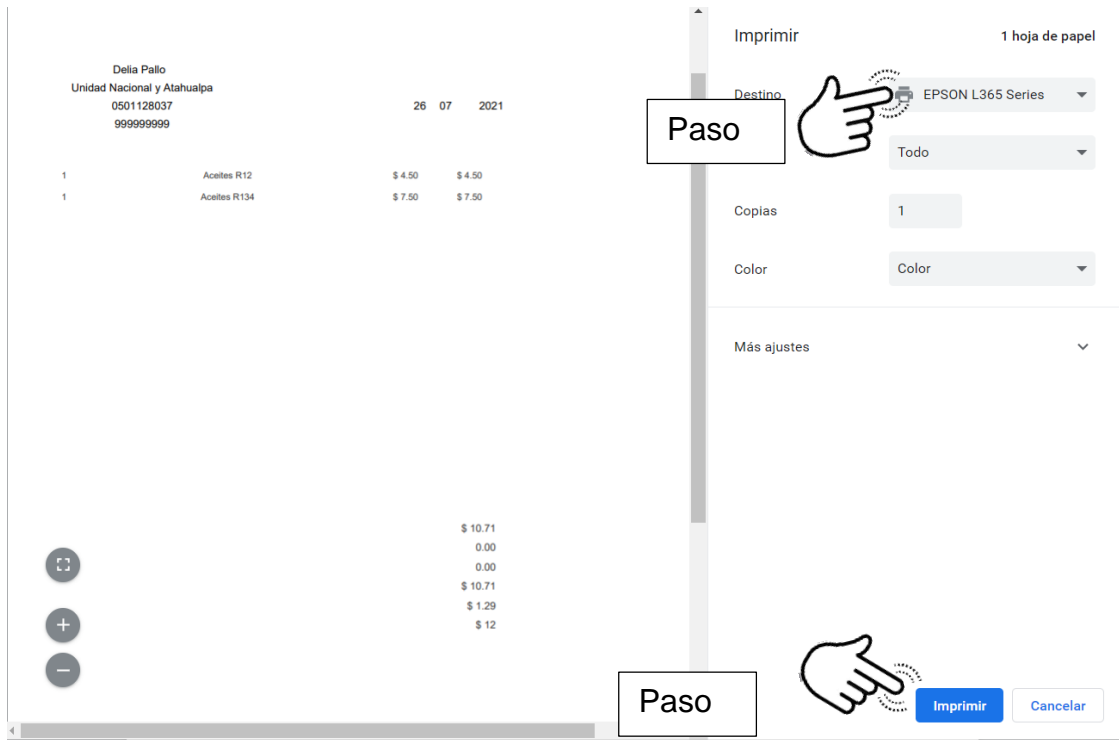 Delia Pallo
Unidad Nacional y Atahualpa
0501128037 26 07 2021
999999999
1 Aceites R12 $ 4.50 $ 4.50
1 Aceites R134 $ 7.50 $ 7.50
$ 10.71
0.00
0.00
$ 10.71
$ 1.29
$ 12
Imprimir 1 hoja de papel
Destino EPSON L365 Series
Paso
Todo
Copias 1
Color Color
Más ajustes
Paso
Imprimir Cancelar